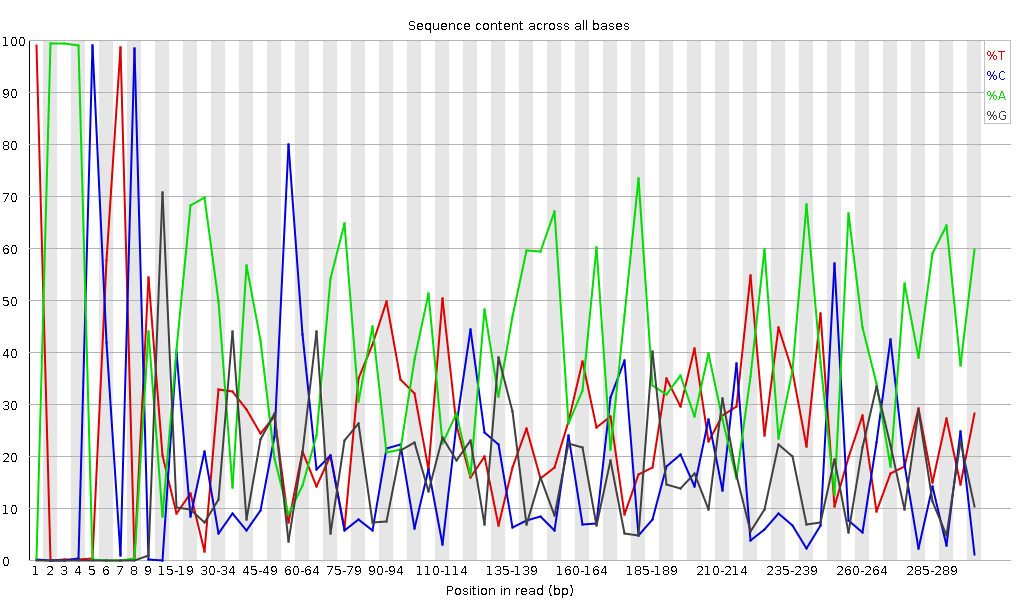 Sequence content across all bases
100
90
80
70
60
50
40
30
20
10
0
%T
%C
%A
%G
1 2 3 4 5 6 7 8 9 15-19 30-34 45-49 60-64 75-79 90-94 110-114 135-139 160-164 185-189 210-214 235-239 260-264 285-289
Position in read (bp)